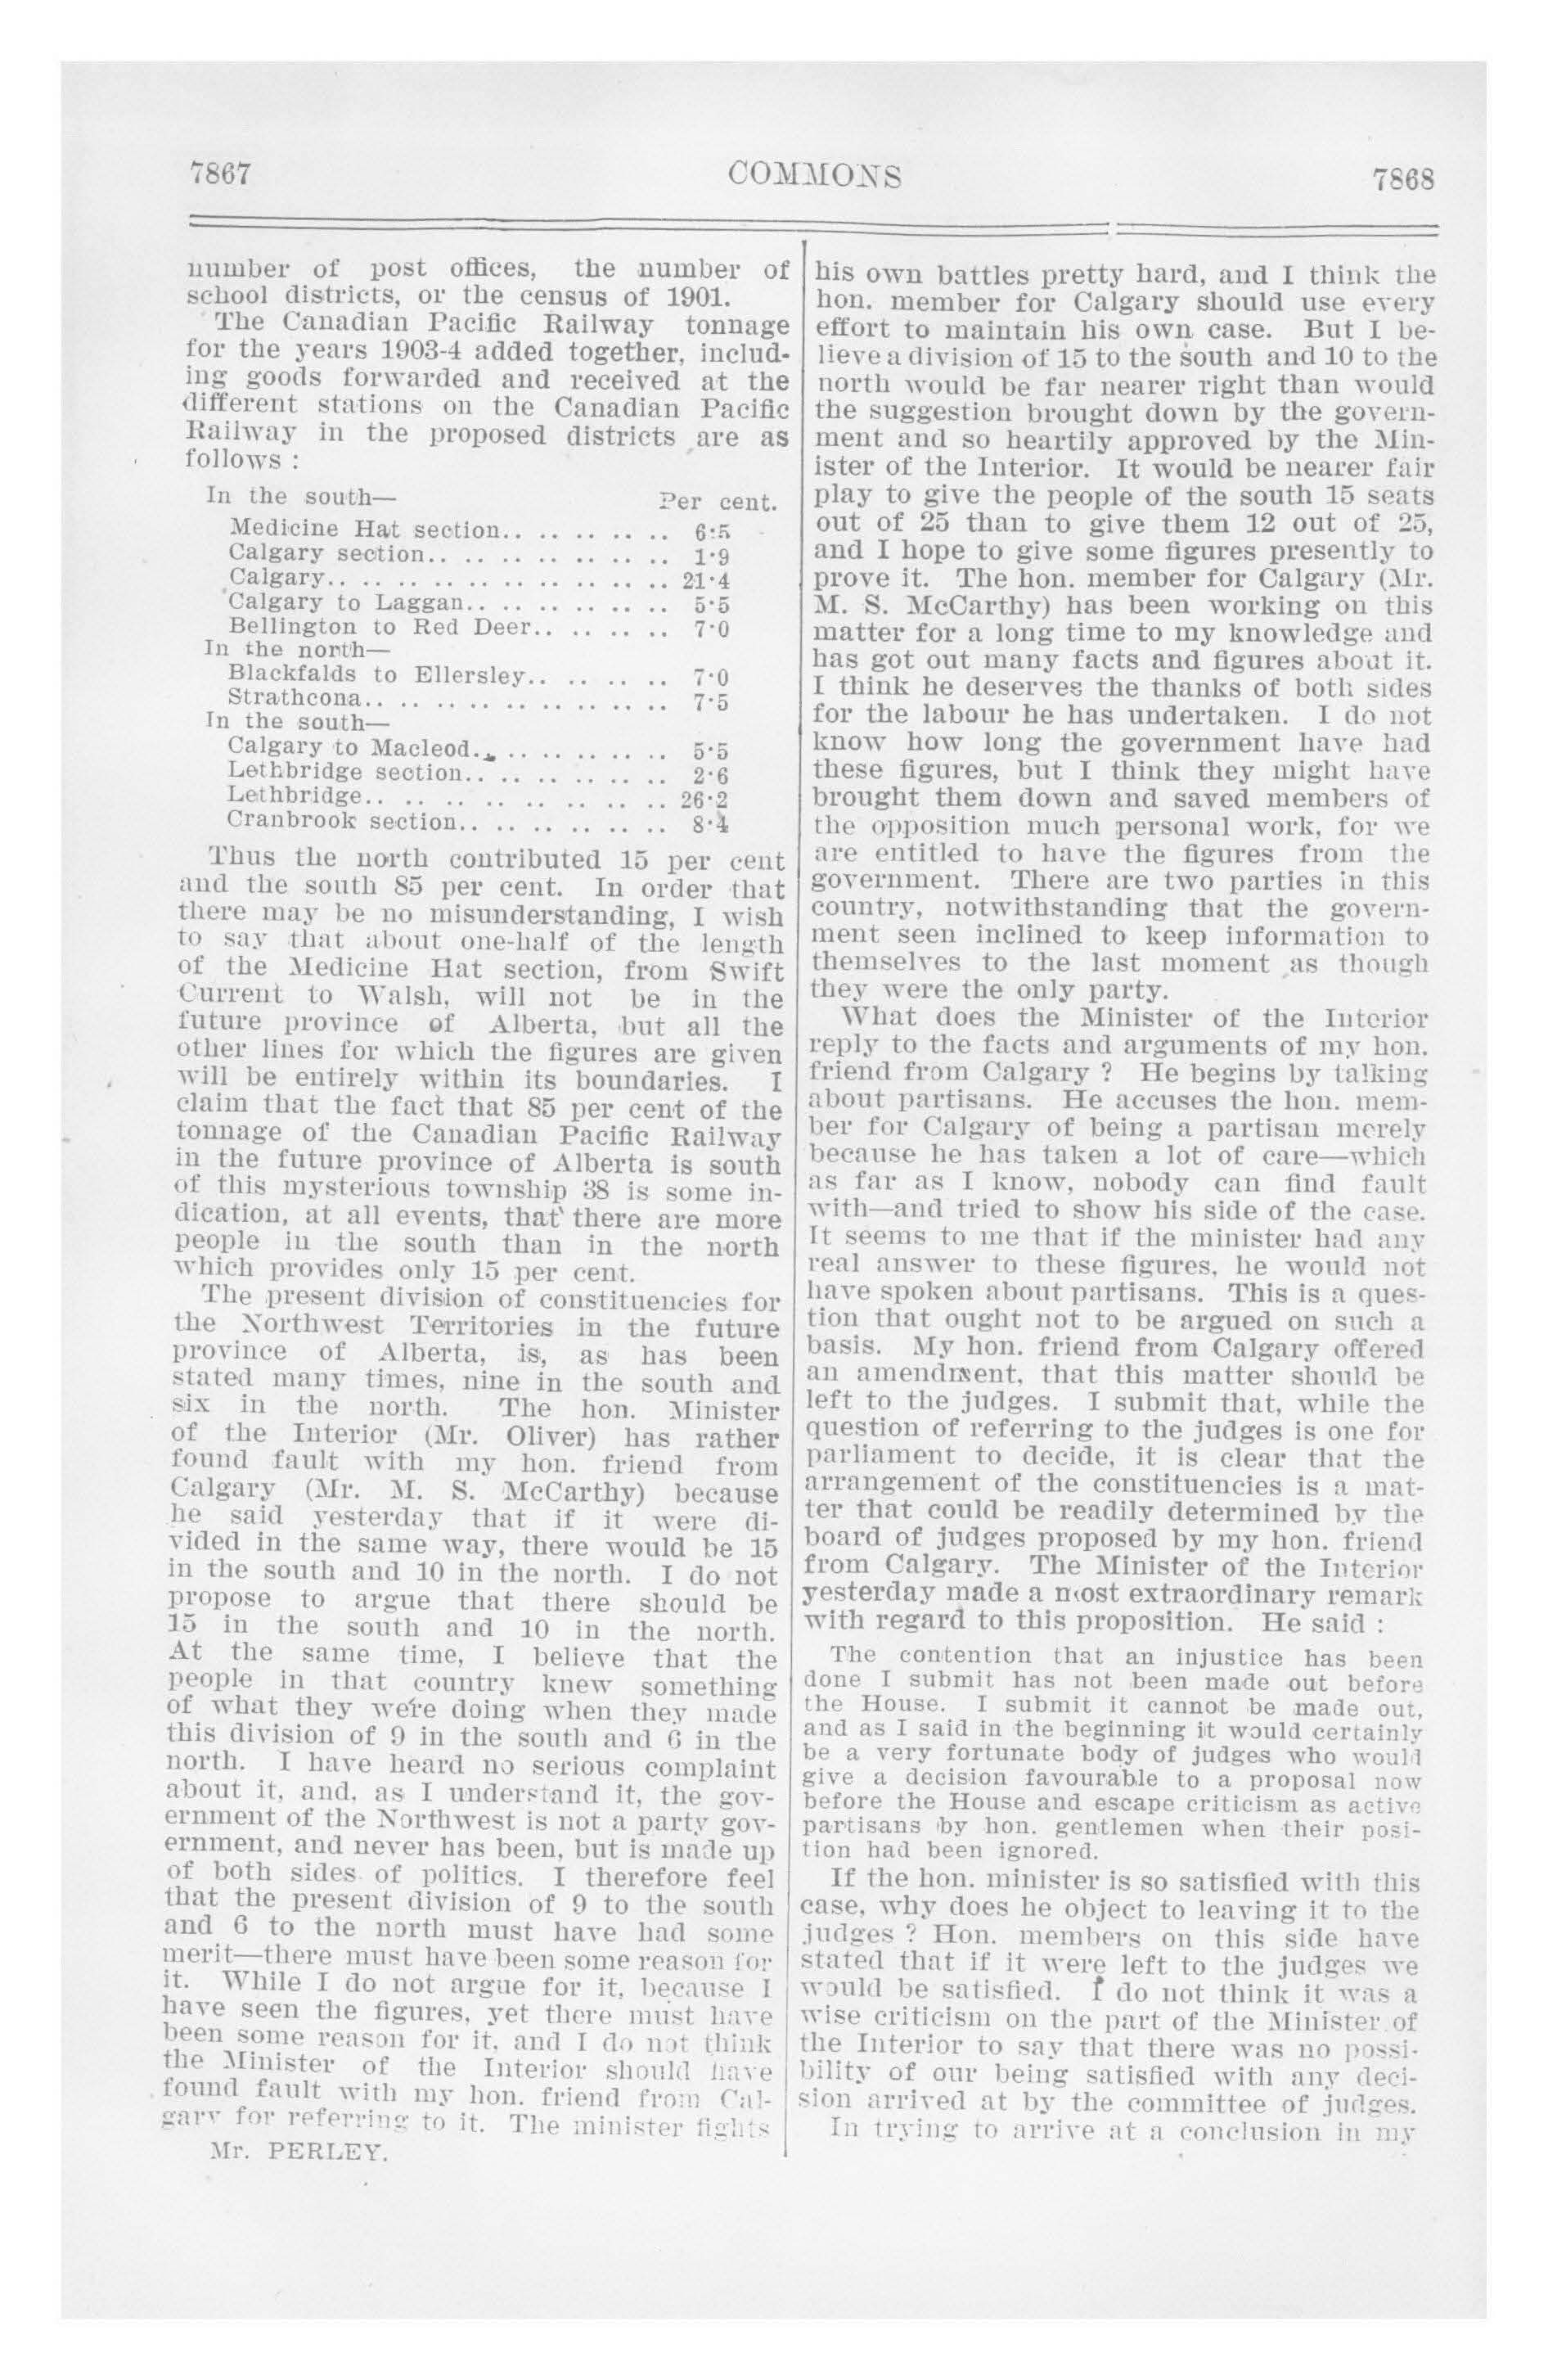 7867
COMMONS
7868
number of post offices, the number of
school districts, or the census of 1901.
The Canadian Pacific Railway tonnage
for the years 1903-4 added together, includ-
ing goods forwarded and received at the
different stations on the Canadian Pacific
Railway in the proposed districts are as
follows :
In the south— Per cent.
Medicine Hat section.. .. .. .. .. 6·5
Calgary section.. .. .. .. .. .. .. 1·9
Calgary.. .. .. .. .. .. .. .. .. .. 21·4
Calgary to Laggan.. .. .. .. .. .. 5·5
Bellington to Red Deer.. .. .. .. 7·0
In the north—
Blackfalds to Ellersley.. .. .. .. 7·0
Strathcona.. .. .. .. .. .. .. .. .. 7·5
In the south—
Calgary to Macleod.. .. .. .. .. .. 5·5
Lethbridge section.. .. .. .. .. .. 2·6
Lethbridge.. .. .. .. .. .. .. .. .. 26·2
Cranbrook section.. .. .. .. .. .. 8·4
Thus the north contributed 15 per cent
and the south 85 per cent. In order that
there may be no misunderstanding, I wish
to say that about one-half of the length
of the Medicine Hat section, from Swift
Current to Walsh, will not be in the
future province of Alberta, but all the
other lines for which the figures are given
will be entirely within its boundaries. I
claim that the fact that 85 per cent of the
tonnage of the Canadian Pacific Railway
in the future province of Alberta is south
of this mysterious township 38 is some in-
dication, at all events, that there are more
people in the south than in the north
which provides only 15 per cent.
The present division of constituencies for
the Northwest Territories in the future
province of Alberta, is, as has been
stated many times, nine in the south and
six in the north. The hon. Minister
of the Interior (Mr. Oliver) has rather
found fault with my hon. friend from
Calgary (Mr. M. S. McCarthy) because
he said yesterday that if it were di-
vided in the same way, there would be 15
in the south and 10 in the north. I do not
propose to argue that there should be
15 in the south and 10 in the north.
At the same time, I believe that the
people in that country knew something
of what they were doing when they made
this division of 9 in the south and 6 in the
north. I have heard no serious complaint
about it, and, as I understand it, the gov-
ernment of the Northwest is not a party gov-
ernment, and never has been, but is made up
of both sides of politics. I therefore feel
that the present division of 9 to the south
and 6 to the north must have had some
merit—there must have been some reason for
it. While I do not argue for it, because I
have seen the figures, yet there must have
been some reason for it, and I do not think
the Minister of the Interior should have
found fault with my hon. friend from Cal-
gary for referring to it. The minister fights
Mr. PERLEY.
his own battles pretty hard, and I think the
hon. member for Calgary should use every
effort to maintain his own case. But I be-
lieve a division of 15 to the south and 10 to the
north would be far nearer right than would
the suggestion brought down by the govern-
ment and so heartily approved by the Min-
ister of the Interior. It would be nearer fair
play to give the people of the south 15 seats
out of 25 than to give them 12 out of 25,
and I hope to give some figures presently to
prove it. The hon. member for Calgary (Mr.
M. S. McCarthy) has been working on this
matter for a long time to my knowledge and
has got out many facts and figures about it.
I think he deserves the thanks of both sides
for the labour he has undertaken. I do not
know how long the government have had
these figures, but I think they might have
brought them down and saved members of
the opposition much personal work, for we
are entitled to have the figures from the
government. There are two parties in this
country, notwithstanding that the govern-
ment seen inclined to keep information to
themselves to the last moment as though
they were the only party.
What does the Minister of the Interior
reply to the facts and arguments of my hon.
friend from Calgary ? He begins by talking
about partisans. He accuses the hon. mem-
ber for Calgary of being a partisan merely
because he has taken a lot of care—which
as far as I know, nobody can find fault
with—and tried to show his side of the case.
It seems to me that if the minister had any
real answer to these figures, he would not
have spoken about partisans. This is a ques-
tion that ought not to be argued on such a
basis. My hon. friend from Calgary offered
an amendment, that this matter should be
left to the judges. I submit that, while the
question of referring to the judges is one for
parliament to decide, it is clear that the
arrangement of the constituencies is a mat-
ter that could be readily determined by the
board of judges proposed by my hon. friend
from Calgary. The Minister of the Interior
yesterday made a most extraordinary remark
with regard to this proposition. He said :
The contention that an injustice has been
done I submit has not been made out before
the House. I submit it cannot be made out,
and as I said in the beginning it would certainly
be a very fortunate body of judges who would
give a decision favourable to a proposal now
before the House and escape criticism as active
partisans by hon. gentlemen when their posi-
tion had been ignored.
If the hon. minister is so satisfied with this
case, why does he object to leaving it to the
judges ? Hon. members on this side have
stated that if it were left to the judges we
would be satisfied. I do not think it was a
wise criticism on the part of the Minister of
the Interior to say that there was no possi-
bility of our being satisfied with any deci-
sion arrived at by the committee of judges.
In trying to arrive at a conclusion in my